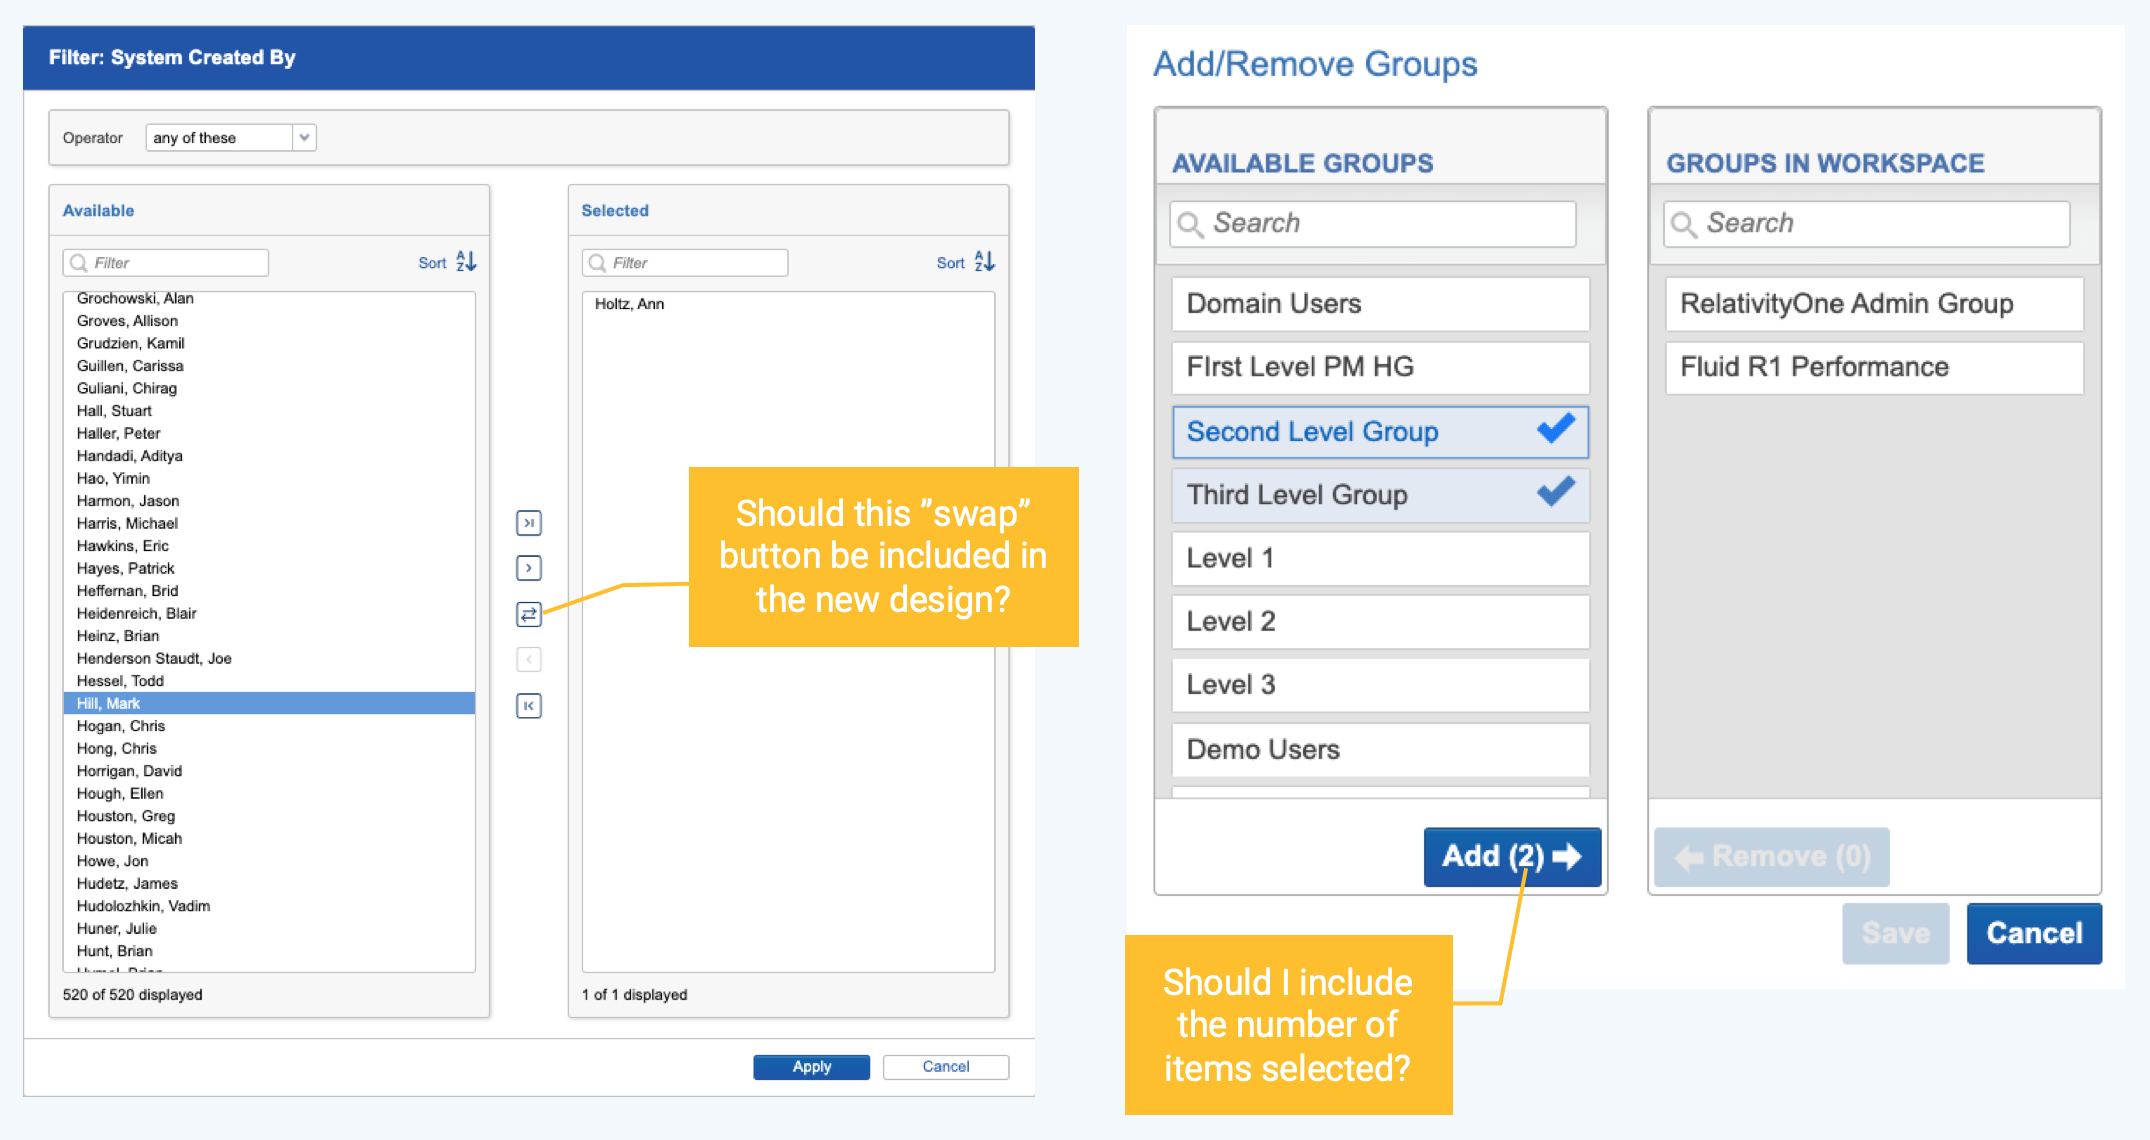 Filter: System Created By
Operator
any of these
Available
Filter
Sort
A
Z
Grochowski, Alan
Groves, Allison
Grudzien, Kamil
Guillen, Carissa
Guliani, Chirag
Hall, Stuart
Haller, Peter
Handadi, Aditya
Hao, Yimin
Harmon, Jason
Harris, Michael
Hawkins, Eric
Hayes, Patrick
Heffernan, Brid
Heidenreich, Blair
Heinz, Brian
Henderson Staudt, Joe
Hessel, Todd
Hill, Mark
Hogan, Chris
Hong, Chris
Horrigan, David
Hough, Ellen
Houston, Greg
Houston, Micah
Howe, Jon
Hudetz, James
Hudolozhkin, Vadim
Huner, Julie
Hunt, Brian
520 of 520 displayed
Selected
Filter
Sort
A
Z
Holtz, Ann
1 of 1 displayed
Should this ”swap”
button be included in
the new design?
Apply
Cancel
Add/Remove Groups
AVAILABLE GROUPS
Search
Domain Users
FIrst Level PM HG
Second Level Group
Third Level Group
Level 1
Level 2
Level 3
Demo Users
Add (2)
GROUPS IN WORKSPACE
Search
RelativityOne Admin Group
Fluid R1 Performance
Remove (0)
Save
Cancel
Should I include
the number of
items selected?